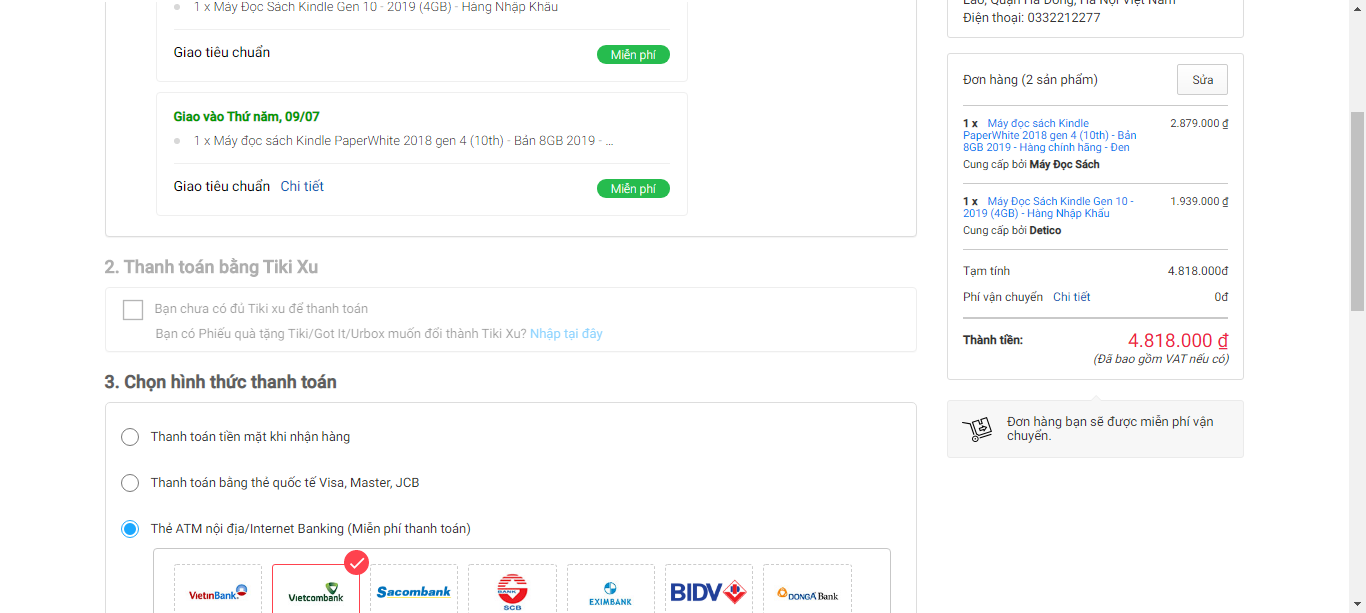 1 x Máy Đọc Sách Kindle Gen 10 - 2019 (4GB) - Hàng Nhập Khẩu
Giao tiêu chuẩn
Miễn phí
Giao vào Thứ năm, 09/07
1 x Máy đọc sách Kindle PaperWhite 2018 gen 4 (10th) - Bản 8GB 2019 - ...
Giao tiêu chuẩn Chi tiết
Miễn phí
2. Thanh toán bằng Tiki Xu
Bạn chưa có đủ Tiki xu để thanh toán
Bạn có Phiếu quà tặng Tiki/Got It/Urbox muốn đổi thành Tiki Xu? Nhập tại đây
3. Chọn hình thức thanh toán
Thanh toán tiền mặt khi nhận hàng
Thanh toán bằng thẻ quốc tế Visa, Master, JCB
Thẻ ATM nội địa/Internet Banking (Miễn phí thanh toán)
VietinBank
Vietcombank
Sacombank
BANK
SCB
EXIMBANK
BIDV
DONGA Bank
Lao, Quận Hà Đông, Hà Nội Việt Nam
Điện thoại: 0332212277
Đơn hàng (2 sản phẩm)
Sửa
1 x Máy đọc sách Kindle
PaperWhite 2018 gen 4 (10th) - Bản
8GB 2019 - Hàng chính hãng - Đen
2.879.000 ₫
Cung cấp bởi Máy Đọc Sách
1 x Máy Đọc Sách Kindle Gen 10 -
2019 (4GB) - Hàng Nhập Khẩu
1.939.000 ₫
Cung cấp bởi Detico
Tạm tính 4.818.000đ
Phí vận chuyển Chi tiết 0đ
Thành tiền: 4.818.000 ₫
(Đã bao gồm VAT nếu có)
Đơn hàng bạn sẽ được miễn phí vận
chuyển.